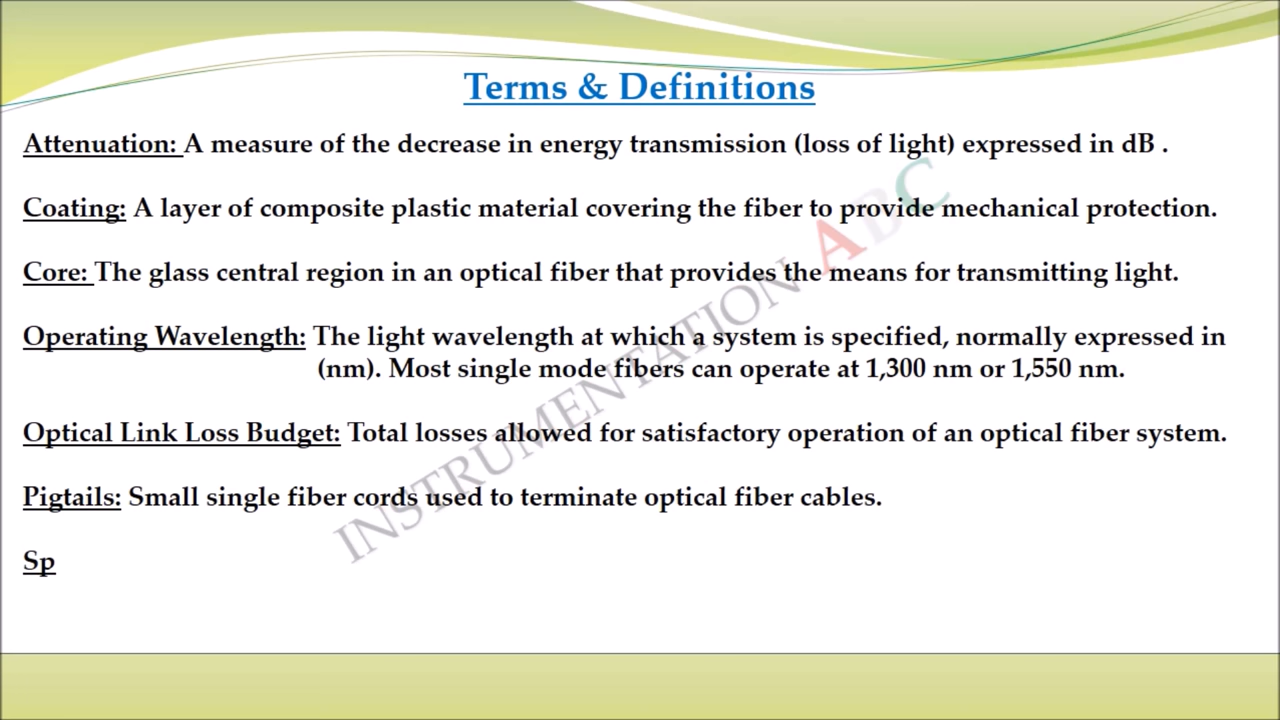 Terms & Definitions
Attenuation: A measure of the decrease in energy transmission (loss of light) expressed in dB .
Coating: A layer of composite plastic material covering the fiber to provide mechanical protection.
Core: The glass central region in an optical fiber that provides the means for transmitting light.
Operating Wavelength: The light wavelength at which a system is specified, normally expressed in
(nm). Most single mode fibers can operate at 1,300 nm or 1,550 nm.
Optical Link Loss Budget: Total losses allowed for satisfactory operation of an optical fiber system.
Pigtails: Small single fiber cords used to terminate optical fiber cables.
Sp
INSTRUMENTATION ABC